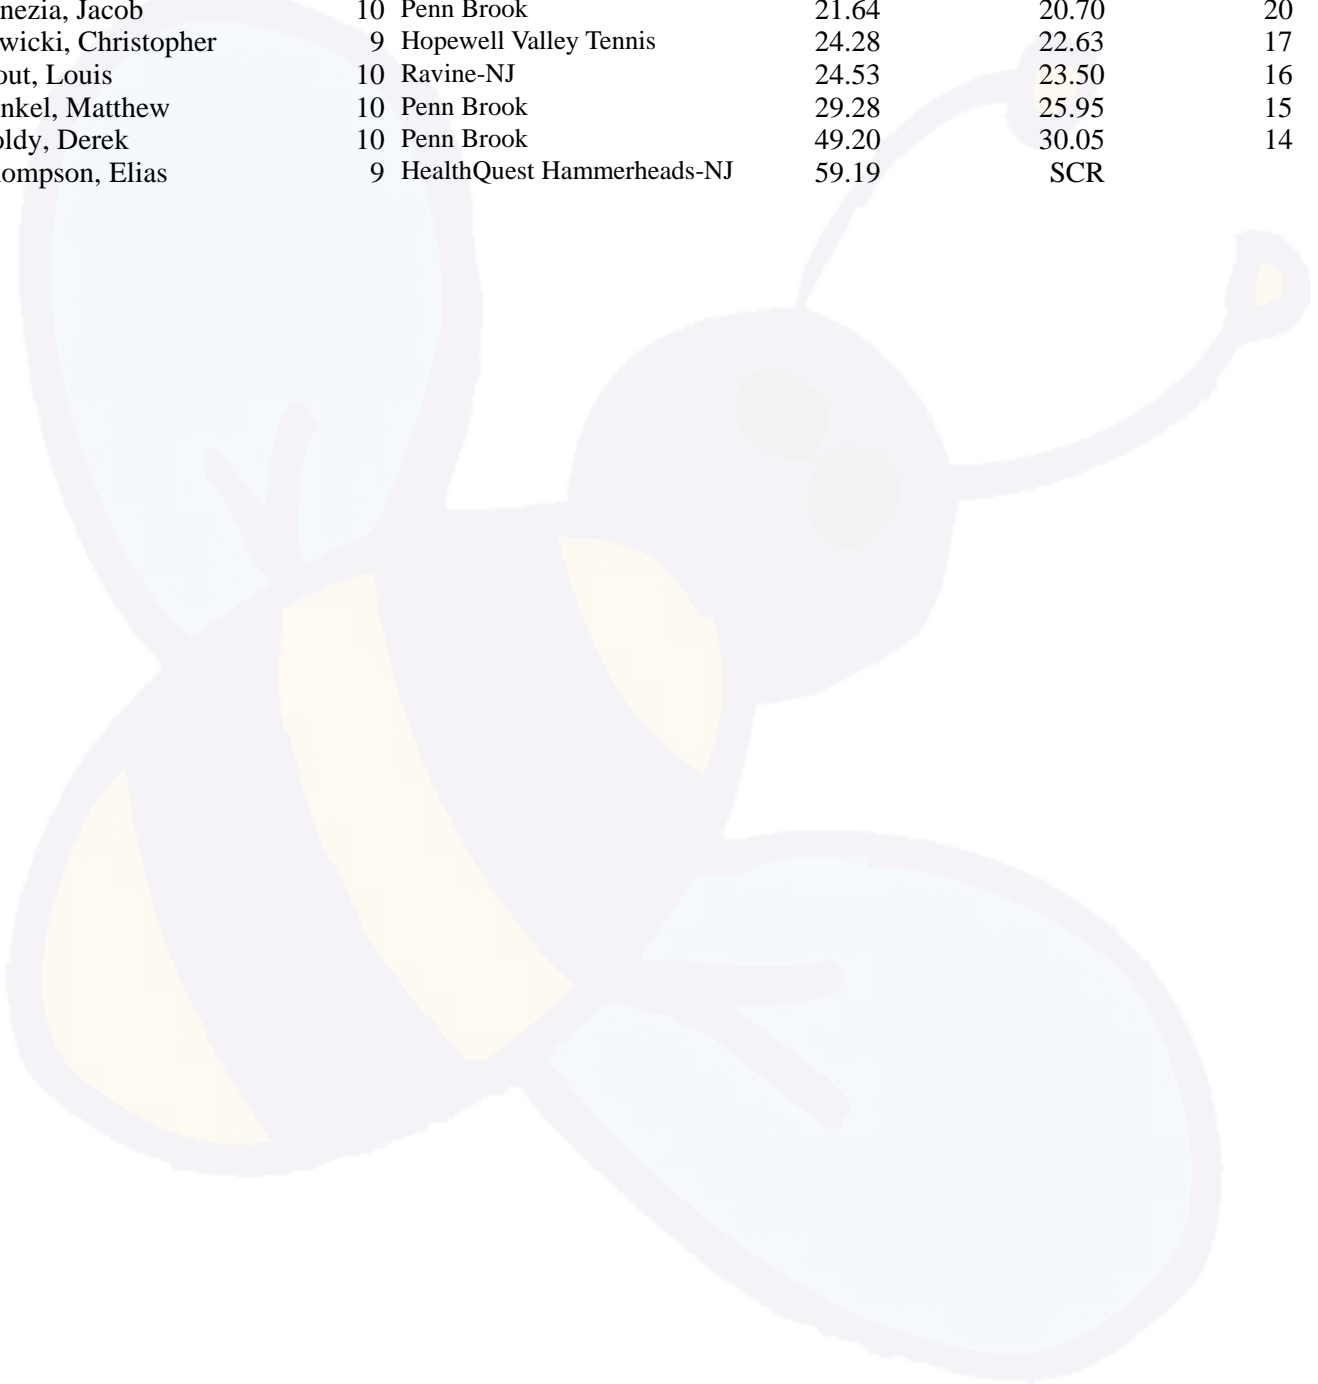 nezia, Jacob 10 Penn Brook 21.64 20.70 20
wicki, Christopher 9 Hopewell Valley Tennis 24.28 22.63 17
out, Louis 10 Ravine-NJ 24.53 23.50 16
nkel, Matthew 10 Penn Brook 29.28 25.95 15
oldy, Derek 10 Penn Brook 49.20 30.05 14
ompson, Elias 9 HealthQuest Hammerheads-NJ 59.19 SCR